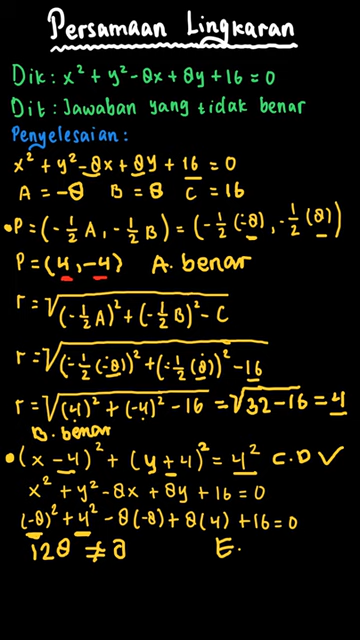 Persamaan Lingkaran
Dik: x² + y² - 8x + 8y + 16 = 0
Dit: Jawaban yang tidak benar
Penyelesaian:
x² + y² - 8x + 8y + 16 = 0
A = -8 B = 8 C = 16
• P = (-1/2 A, -1/2 B) = (-1/2 (-8), -1/2 (8))
P = (4, -4) A. benar
r = √((-1/2 A)² + (-1/2 B)² - C)
r = √((-1/2 (-8))² + (-1/2 (8))² - 16)
r = √((4)² + (-4)² - 16) = √(32 - 16) = 4
B. benar
• (x - 4)² + (y + 4)² = 4² C.D ✓
x² + y² - 8x + 8y + 16 = 0
(-8)² + 4² - 8(-8) + 8(4) + 16 = 0
128 ≠ 0 E.